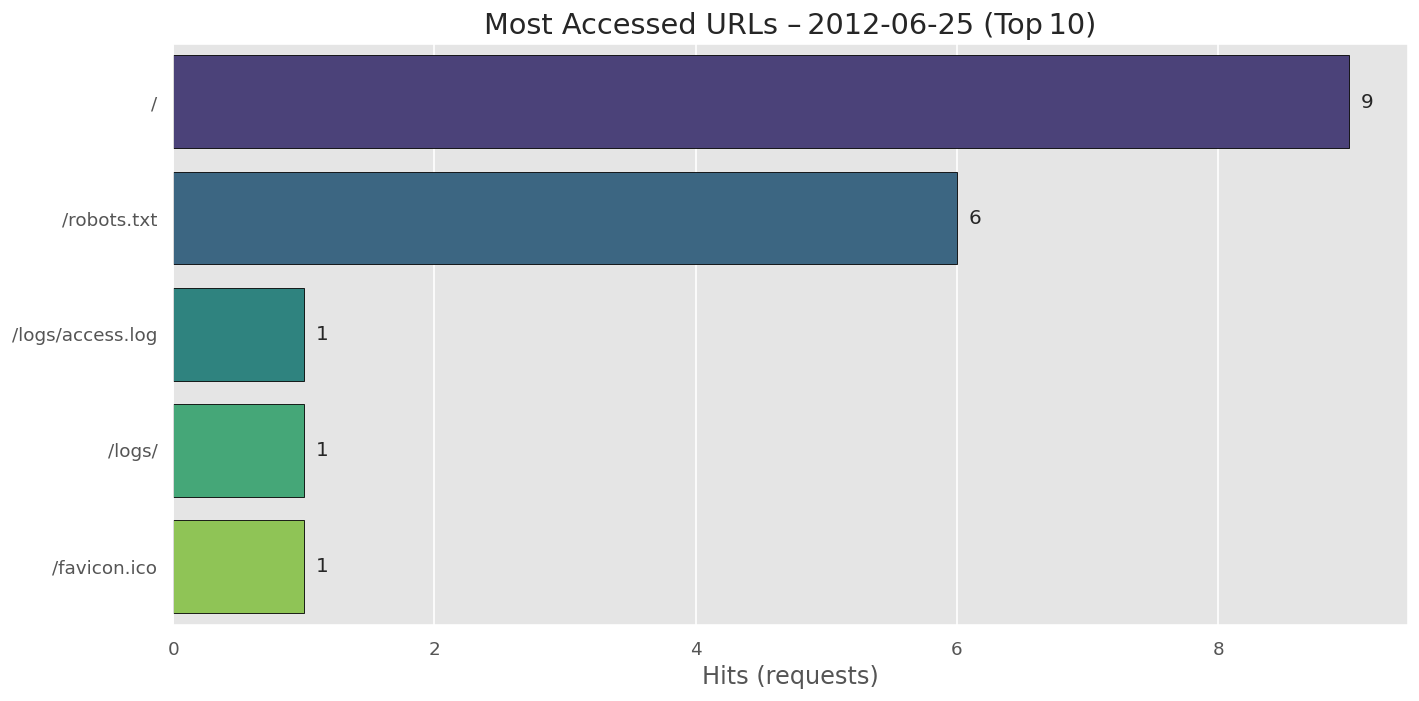 Most Accessed URLs – 2012-06-25 (Top 10)
/
9
/robots.txt
6
/logs/access.log
1
/logs/
1
/favicon.ico
1
0 2 4 6 8
Hits (requests)